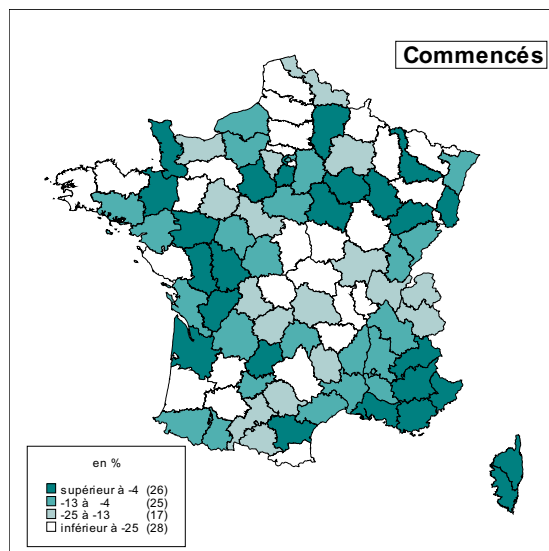 Commencés
en %
supérieur à -4 (26)
-13 à -4 (25)
-25 à -13 (17)
inférieur à -25 (28)